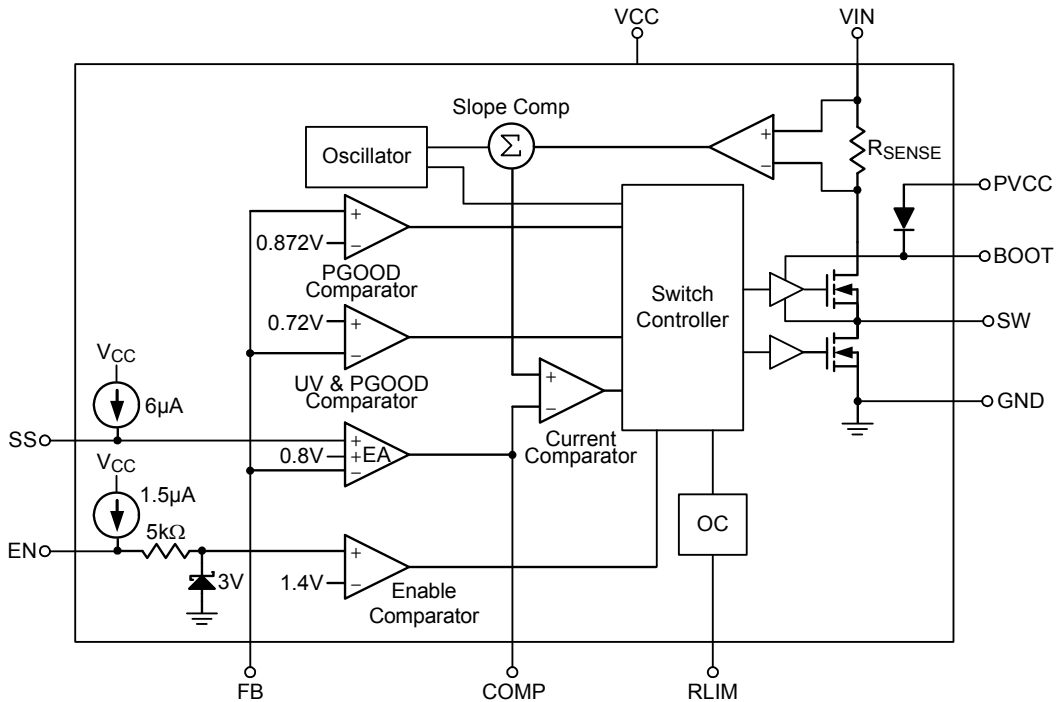 VCC
VIN
Slope Comp
Oscillator
Σ
+
−
RSENSE
PVCC
+
0.872V
−
PGOOD
Comparator
BOOT
Switch
Controller
0.72V
+
−
SW
UV & PGOOD
Comparator
VCC
6µA
+
−
Current
Comparator
GND
SS
+
0.8V
+
EA
−
VCC
1.5µA
OC
5kΩ
EN
+
3V
1.4V
−
Enable
Comparator
FB
COMP
RLIM